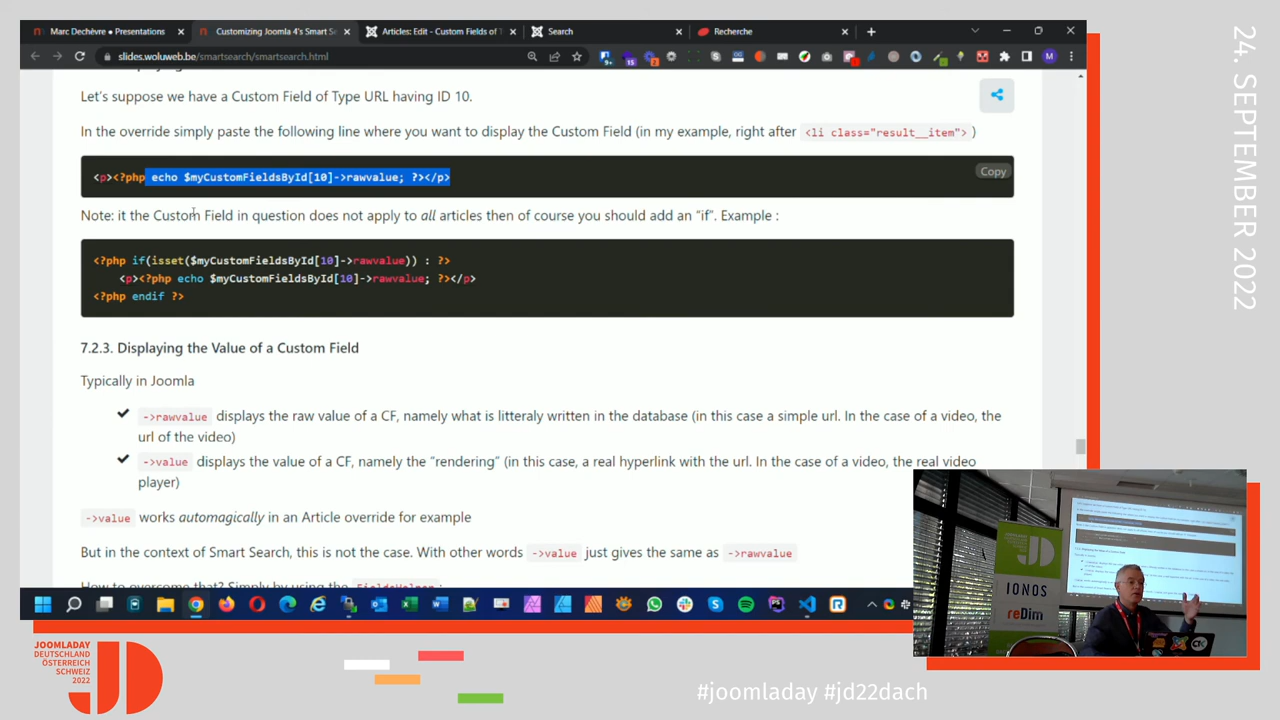 Marc Dechèvre • Presentations
Customizing Joomla 4's Smart S
Articles: Edit - Custom Fields of T
Search
Recherche
slides.woluweb.be/smartsearch/smartsearch.html
Let's suppose we have a Custom Field of Type URL having ID 10.
In the override simply paste the following line where you want to display the Custom Field (in my example, right after <li class="result__item"> )
<p><?php echo $myCustomFieldsById[10]->rawvalue; ?></p>
Copy
Note: it the Custom Field in question does not apply to all articles then of course you should add an "if". Example :
<?php if(isset($myCustomFieldsById[10]->rawvalue)) : ?>
<p><?php echo $myCustomFieldsById[10]->rawvalue; ?></p>
<?php endif ?>
7.2.3. Displaying the Value of a Custom Field
Typically in Joomla
->rawvalue displays the raw value of a CF, namely what is litteraly written in the database (in this case a simple url. In the case of a video, the
url of the video)
->value displays the value of a CF, namely the "rendering" (in this case, a real hyperlink with the url. In the case of a video, the real video
player)
->value works automagically in an Article override for example
But in the context of Smart Search, this is not the case. With other words ->value just gives the same as ->rawvalue
How to overcome that? Simply by using the
24. SEPTEMBER 2022
IONOS
reDim
JOOMLADAY
DEUTSCHLAND
ÖSTERREICH
SCHWEIZ
2022
#joomladay #jd22dach